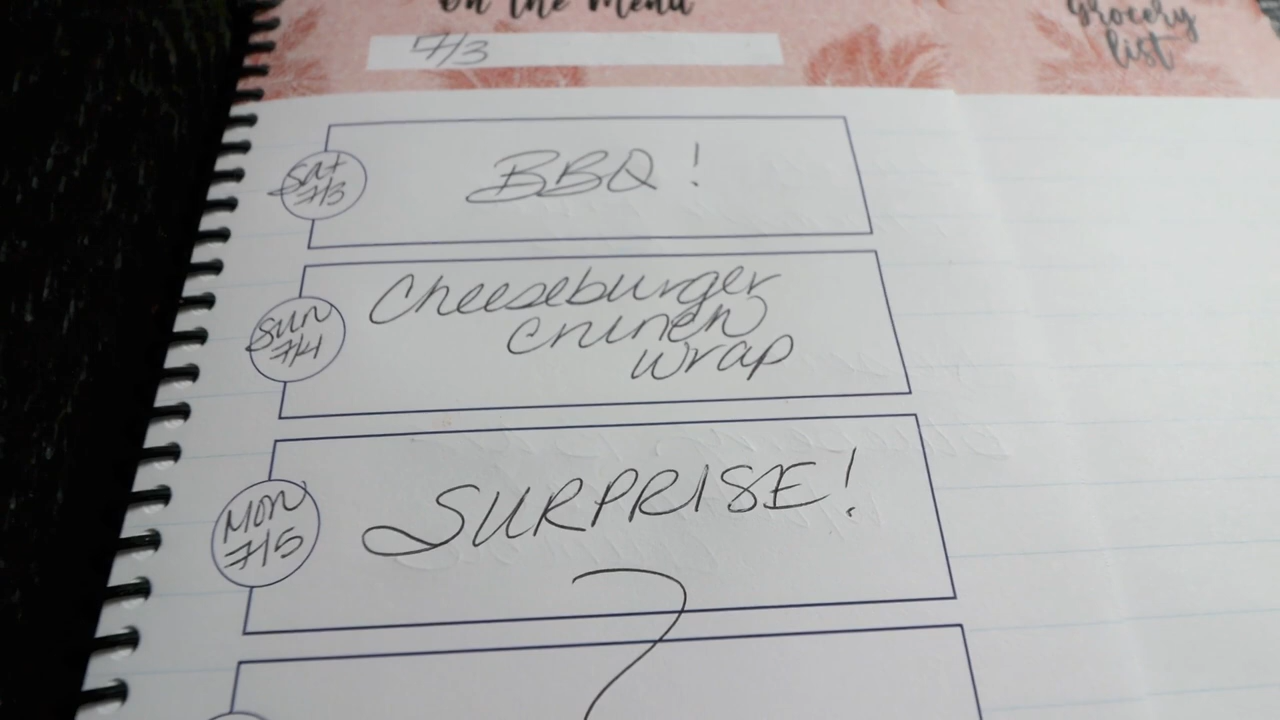 on the menu
grocery
list
7/3
Sat
7/3
BBQ!
Sun
7/4
Cheeseburger
crunch
wrap
Mon
7/5
SURPRISE!
?